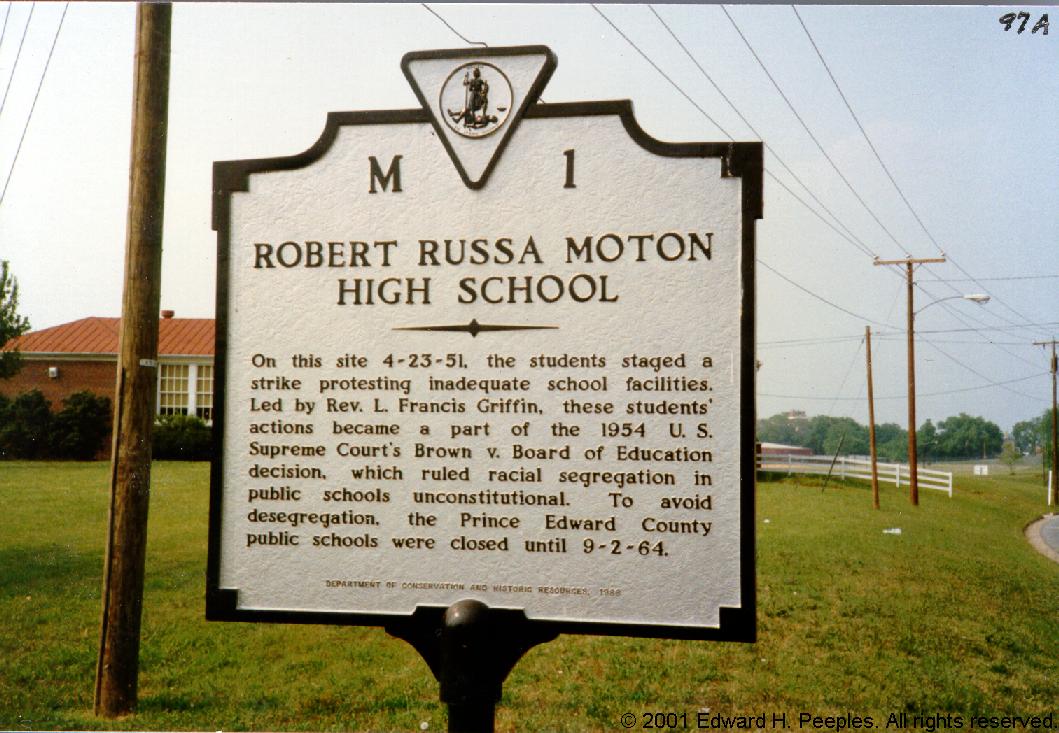 97A
M 1
ROBERT RUSSA MOTON
HIGH SCHOOL
On this site 4-23-51, the students staged a
strike protesting inadequate school facilities.
Led by Rev. L. Francis Griffin, these students'
actions became a part of the 1954 U. S.
Supreme Court's Brown v. Board of Education
decision, which ruled racial segregation in
public schools unconstitutional. To avoid
desegregation, the Prince Edward County
public schools were closed until 9-2-64.
DEPARTMENT OF CONSERVATION AND HISTORIC RESOURCES, 1988
© 2001 Edward H. Peeples. All rights reserved.